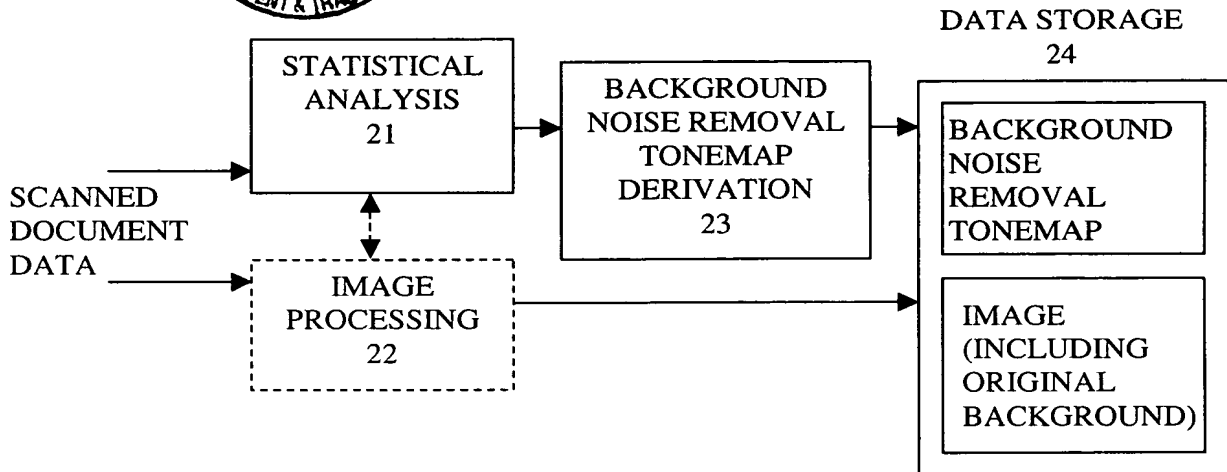 DATA STORAGE
24
STATISTICAL
ANALYSIS
21
BACKGROUND
NOISE REMOVAL
TONEMAP
DERIVATION
23
BACKGROUND
NOISE
REMOVAL
TONEMAP
SCANNED
DOCUMENT
DATA
IMAGE
PROCESSING
22
IMAGE
(INCLUDING
ORIGINAL
BACKGROUND)